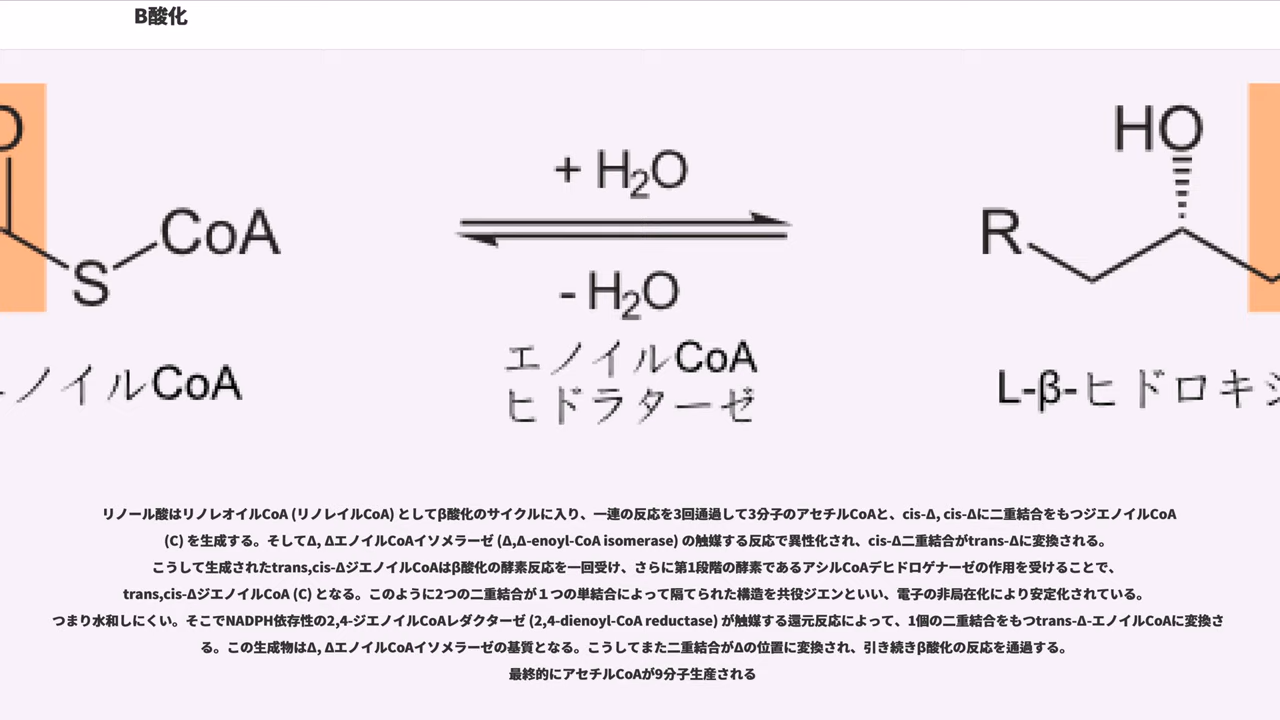 Β酸化
O
HO
+ H2O
CoA
R
S
- H2O
エノイルCoA
ノイルCoA
L-β-ヒドロキシ
ヒドラターゼ
リノール酸はリノレオイルCoA (リノレイルCoA) としてβ酸化のサイクルに入り、一連の反応を3回通過して3分子のアセチルCoAと、cis-Δ, cis-Δに二重結合をもつジエノイルCoA
(C) を生成する。そしてΔ, ΔエノイルCoAイソメラーゼ (Δ,Δ-enoyl-CoA isomerase) の触媒する反応で異性化され、cis-Δ二重結合がtrans-Δに変換される。
こうして生成されたtrans,cis-ΔジエノイルCoAはβ酸化の酵素反応を一回受け、さらに第1段階の酵素であるアシルCoAデヒドロゲナーゼの作用を受けることで、
trans,cis-ΔジエノイルCoA (C) となる。このように2つの二重結合が１つの単結合によって隔てられた構造を共役ジエンといい、電子の非局在化により安定化されている。
つまり水和しにくい。そこでNADPH依存性の2,4-ジエノイルCoAレダクターゼ (2,4-dienoyl-CoA reductase) が触媒する還元反応によって、1個の二重結合をもつtrans-Δ-エノイルCoAに変換さ
る。この生成物はΔ, ΔエノイルCoAイソメラーゼの基質となる。こうしてまた二重結合がΔの位置に変換され、引き続きβ酸化の反応を通過する。
最終的にアセチルCoAが9分子生産される